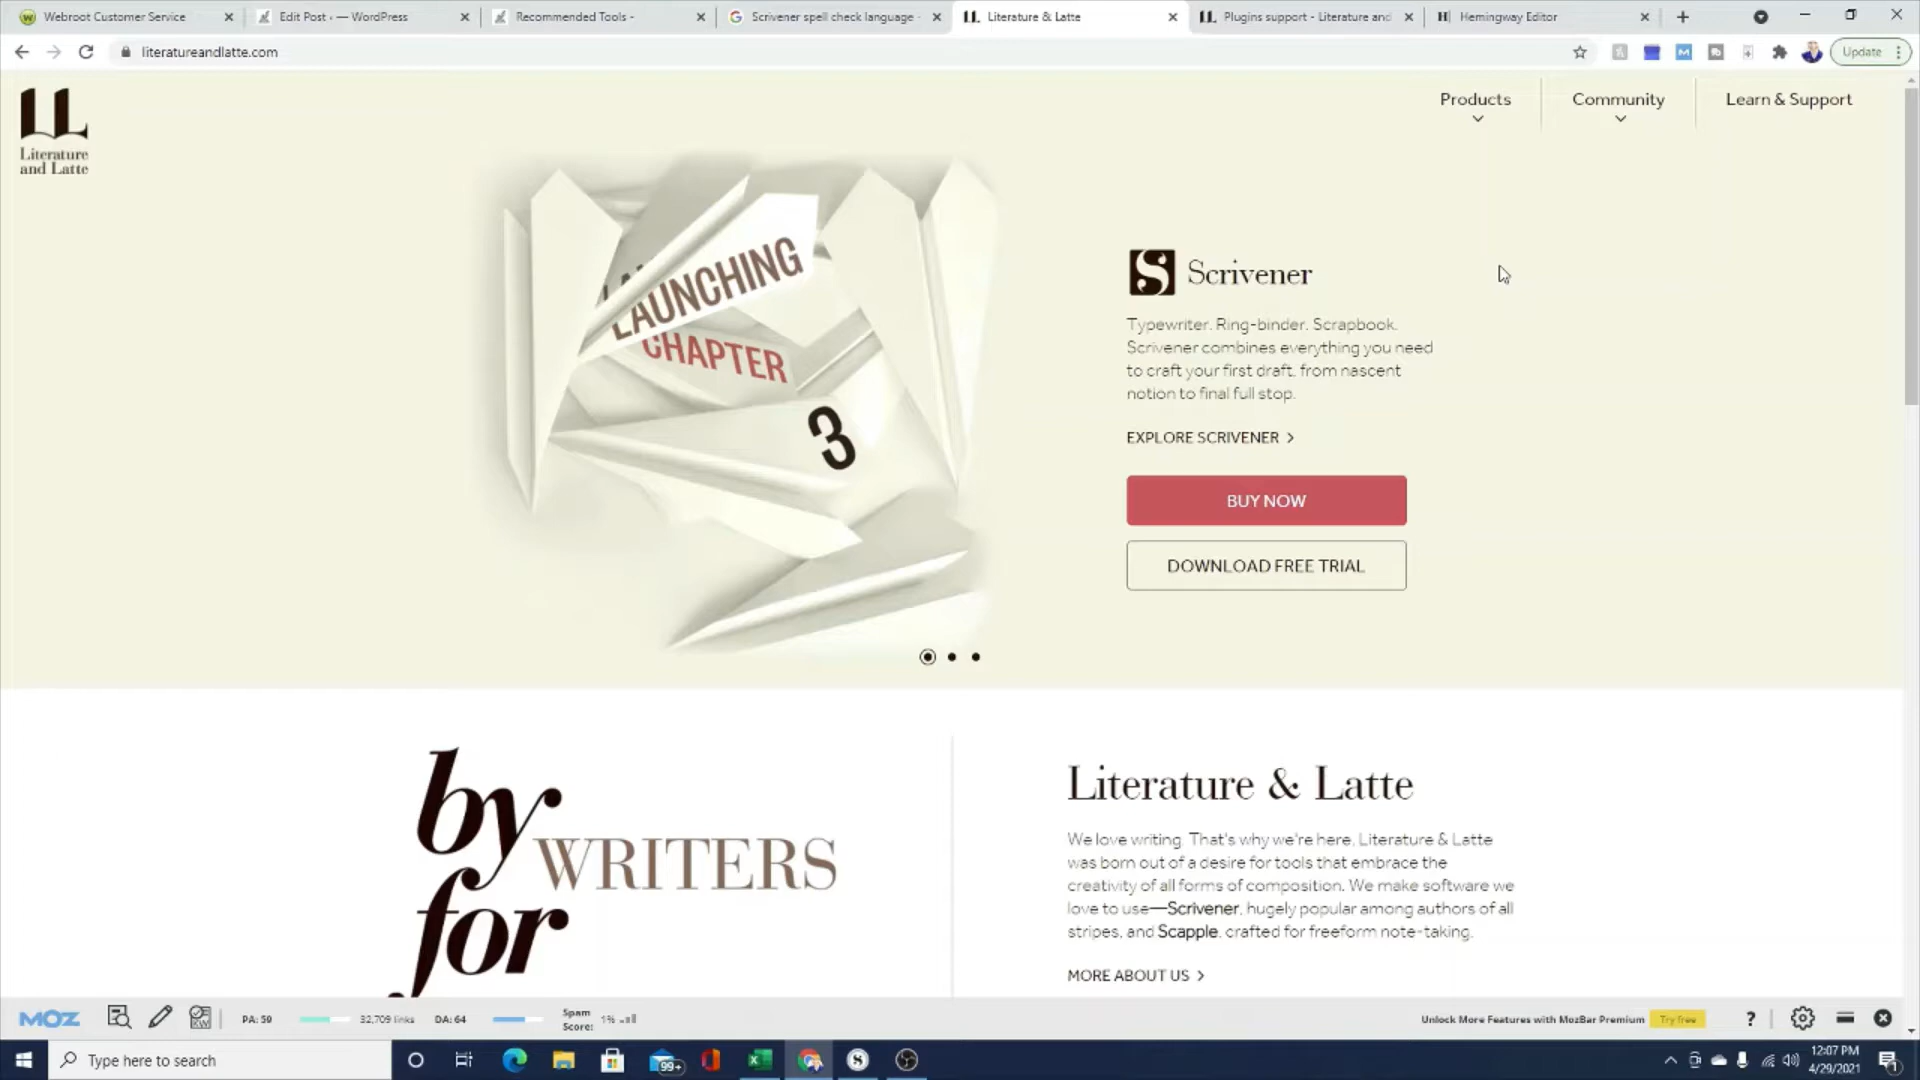 Webroot Customer Service
Edit Post ‹ — WordPress
Recommended Tools -
Scrivener spell check language -
Literature & Latte
Plugins support - Literature and
Hemingway Editor
literatureandlatte.com
Update
Literature
and Latte
Products
Community
Learn & Support
LAUNCHING
CHAPTER
3
Scrivener
Typewriter. Ring-binder. Scrapbook.
Scrivener combines everything you need
to craft your first draft, from nascent
notion to final full stop.
EXPLORE SCRIVENER >
BUY NOW
DOWNLOAD FREE TRIAL
by
WRITERS
for
Literature & Latte
We love writing. That's why we're here, Literature & Latte
was born out of a desire for tools that embrace the
creativity of all forms of composition. We make software we
love to use—Scrivener, hugely popular among authors of all
stripes, and Scapple, crafted for freeform note-taking.
MORE ABOUT US >
MOZ
PA: 59
32,709 links
DA: 64
Spam
Score:
1%
Unlock More Features with MozBar Premium
Try free
?
Type here to search
99+
12:07 PM
4/29/2021
1